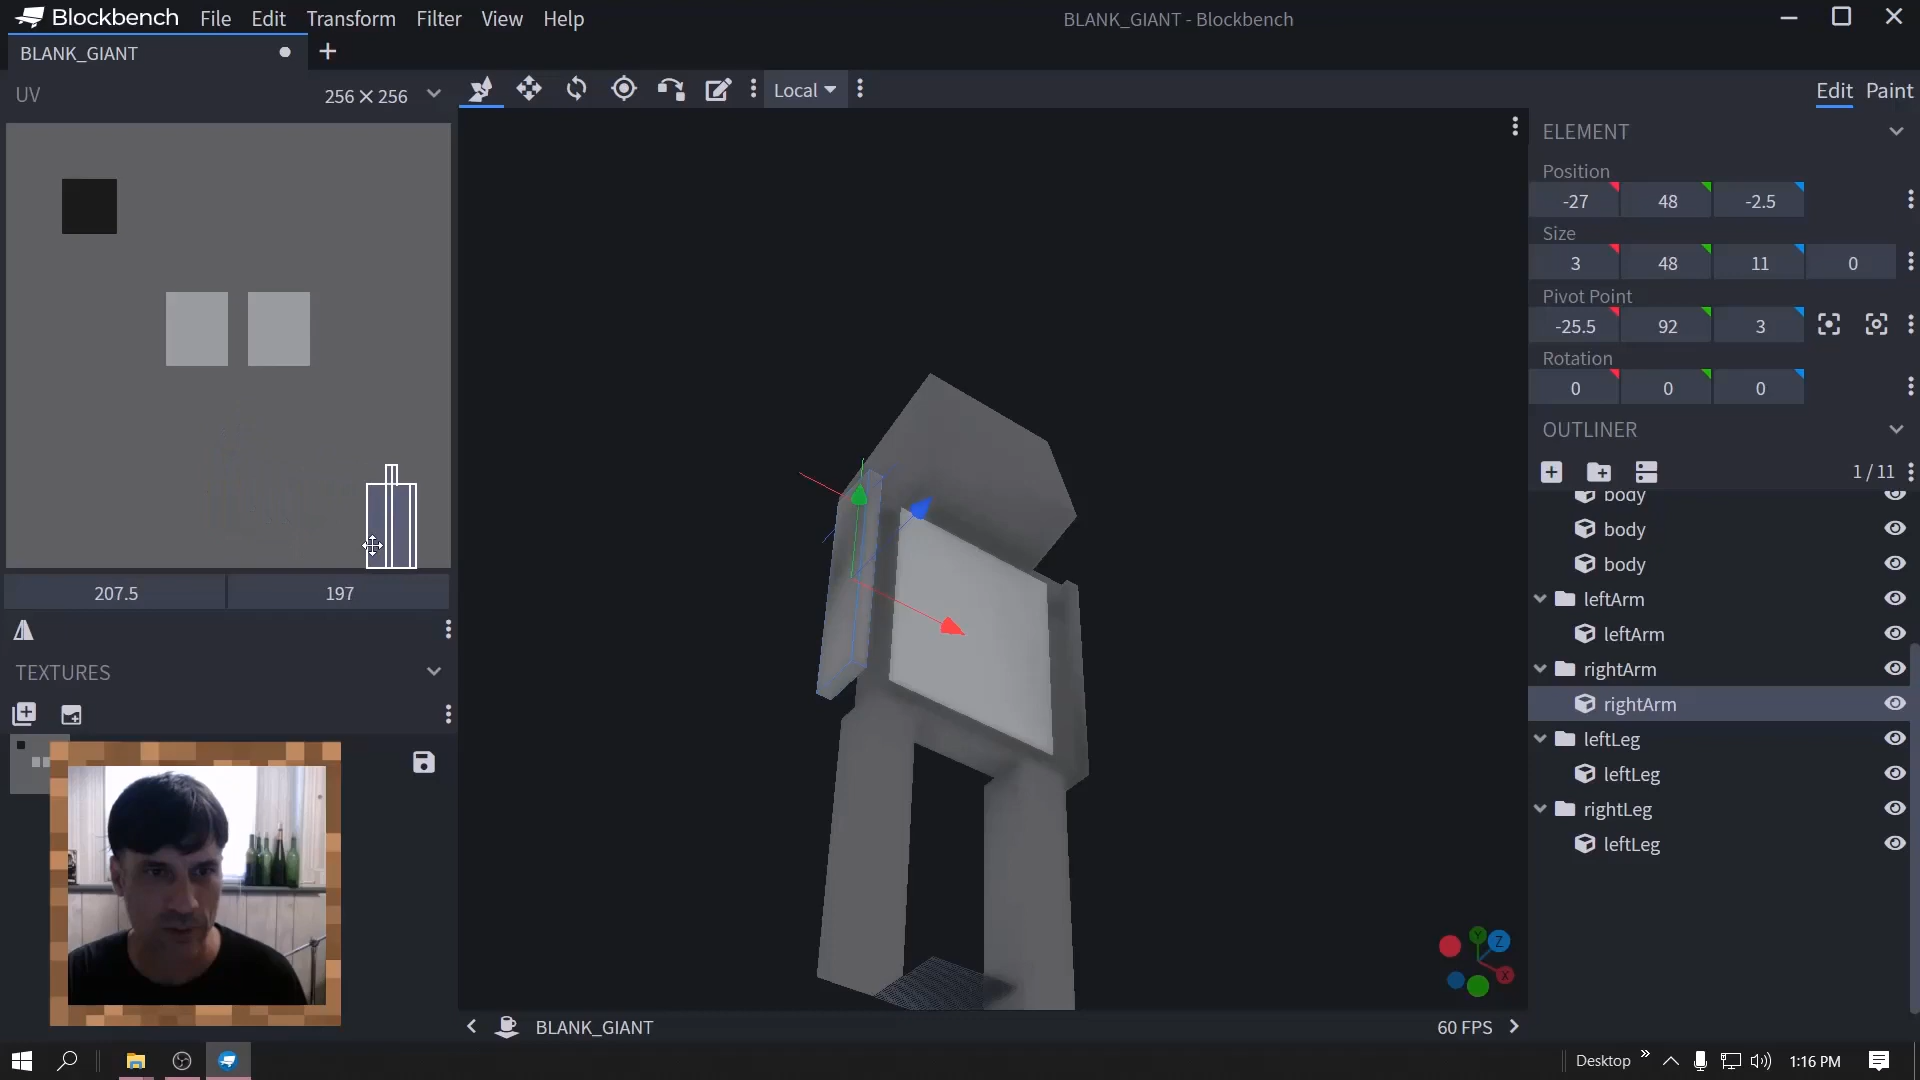 Blockbench File Edit Transform Filter View Help
BLANK_GIANT - Blockbench
BLANK_GIANT
UV
256 × 256
Local
Edit Paint
ELEMENT
Position
-27 48 -2.5
Size
3 48 11 0
Pivot Point
-25.5 92 3
Rotation
0 0 0
OUTLINER
1 / 11
body
body
body
leftArm
leftArm
rightArm
rightArm
leftLeg
leftLeg
rightLeg
leftLeg
207.5 197
TEXTURES
Y
Z
X
BLANK_GIANT
60 FPS
Desktop
1:16 PM